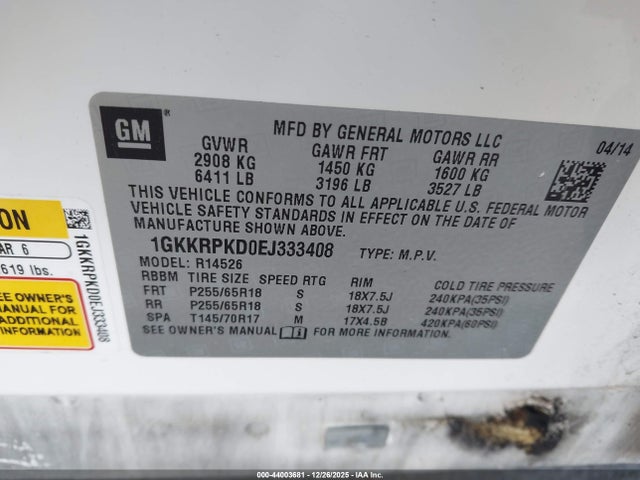 GM ®
MFD BY GENERAL MOTORS LLC 04/14
GVWR GAWR FRT GAWR RR
2908 KG 1450 KG 1600 KG
6411 LB 3196 LB 3527 LB
THIS VEHICLE CONFORMS TO ALL APPLICABLE U.S. FEDERAL MOTOR
VEHICLE SAFETY STANDARDS IN EFFECT ON THE DATE OF
MANUFACTURE SHOWN ABOVE.
1GKKRPKD0EJ333408 TYPE: M.P.V.
MODEL: R14526
RBBM TIRE SIZE SPEED RTG RIM COLD TIRE PRESSURE
FRT P255/65R18 S 18X7.5J 240KPA(35PSI)
RR P255/65R18 S 18X7.5J 240KPA(35PSI)
SPA T145/70R17 M 17X4.5B 420KPA(60PSI)
SEE OWNER'S MANUAL FOR MORE INFORMATION.
ON
AR 6
619 lbs.
SEE OWNER'S
MANUAL FOR
ADDITIONAL
INFORMATION
1GKKRPKD0EJ333408
000-44003681 - 12/26/2025 - IAA Inc.